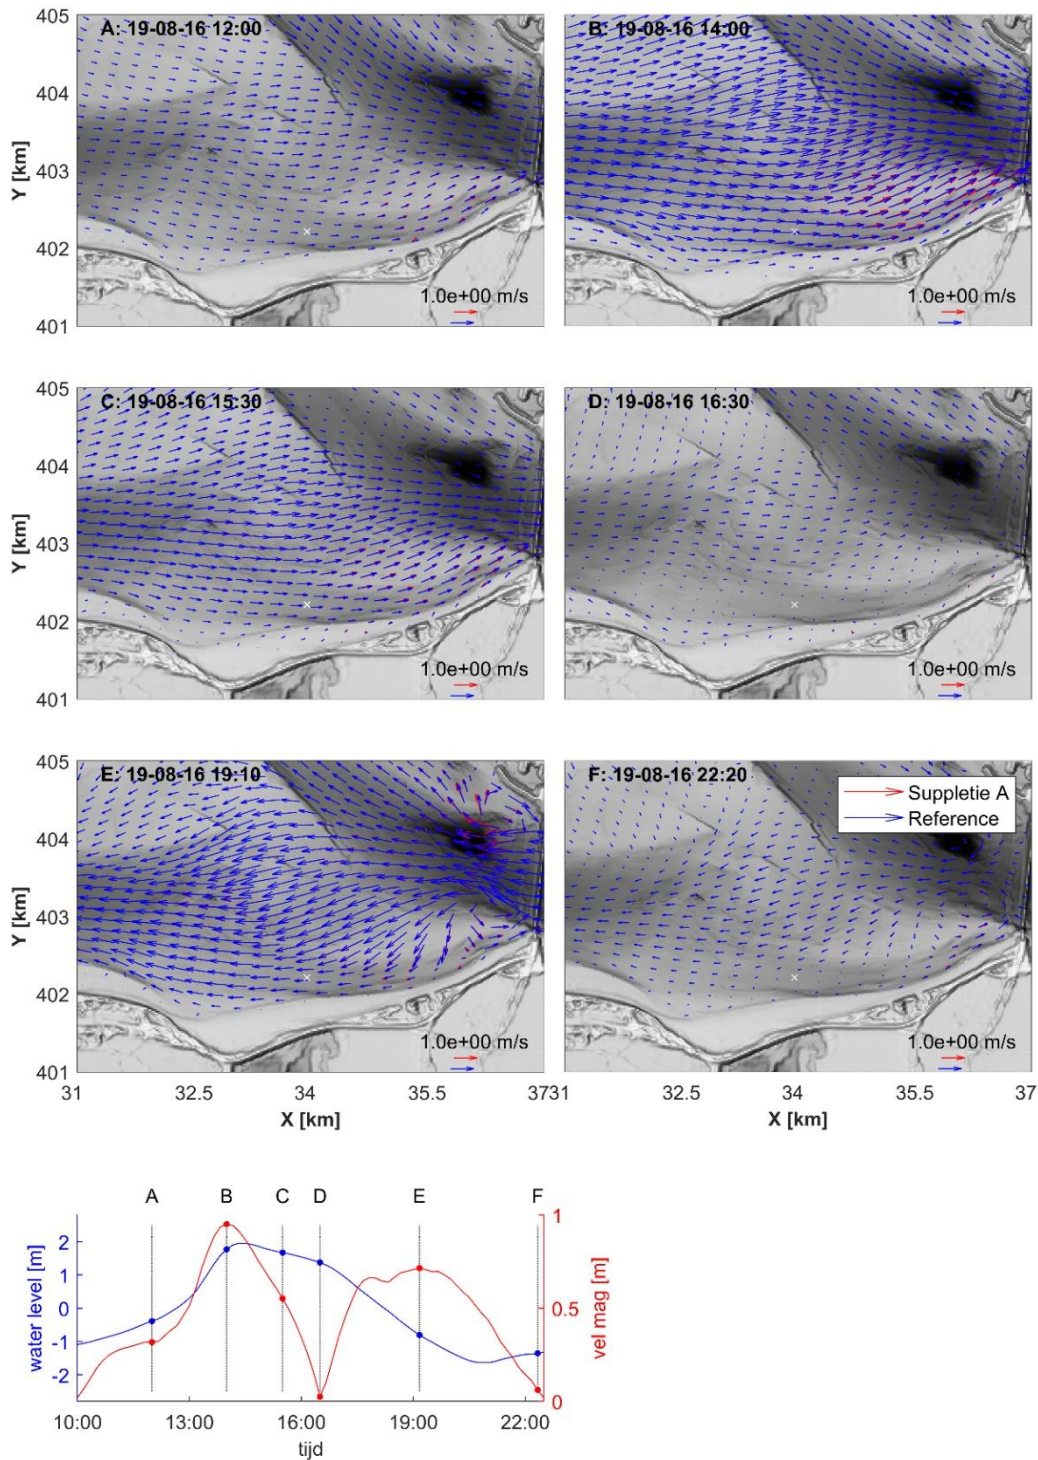 A: 19-08-16 12:00
B: 19-08-16 14:00
405
404
403
402
401
Y [km]
1.0e+00 m/s
1.0e+00 m/s
C: 19-08-16 15:30
D: 19-08-16 16:30
405
404
403
402
401
Y [km]
1.0e+00 m/s
1.0e+00 m/s
E: 19-08-16 19:10
F: 19-08-16 22:20
Suppletie A
Reference
405
404
403
402
401
Y [km]
1.0e+00 m/s
1.0e+00 m/s
31 32.5 34 35.5 37
31 32.5 34 35.5 37
X [km]
X [km]
A B C D E F
2
1
0
-1
-2
water level [m]
1
0.5
0
vel mag [m]
10:00 13:00 16:00 19:00 22:00
tijd